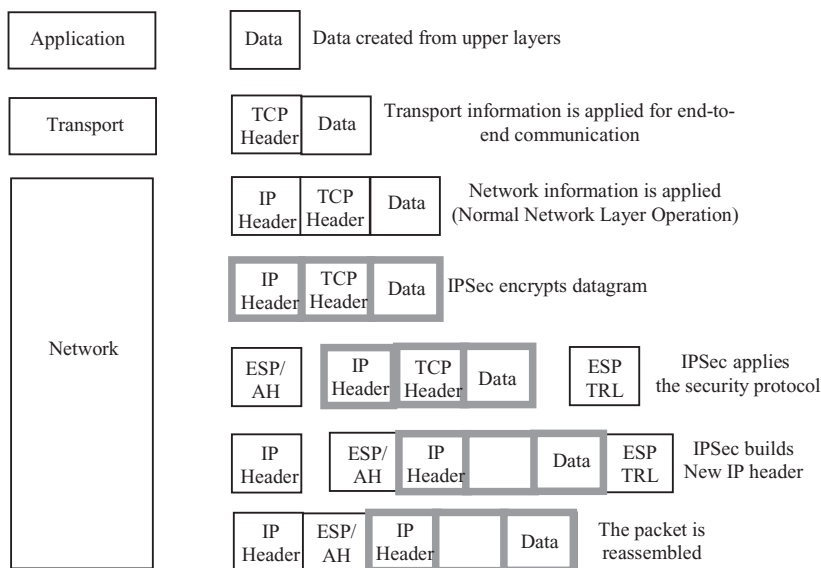 Application
Data
Data created from upper layers
Transport
TCP
Header
Data
Transport information is applied for end-to-
end communication
Network
IP
Header
TCP
Header
Data
Network information is applied
(Normal Network Layer Operation)
IP
Header
TCP
Header
Data
IPSec encrypts datagram
ESP/
AH
IP
Header
TCP
Header
Data
ESP
TRL
IPSec applies
the security protocol
IP
Header
ESP/
AH
IP
Header
Data
ESP
TRL
IPSec builds
New IP header
IP
Header
ESP/
AH
IP
Header
Data
The packet is
reassembled